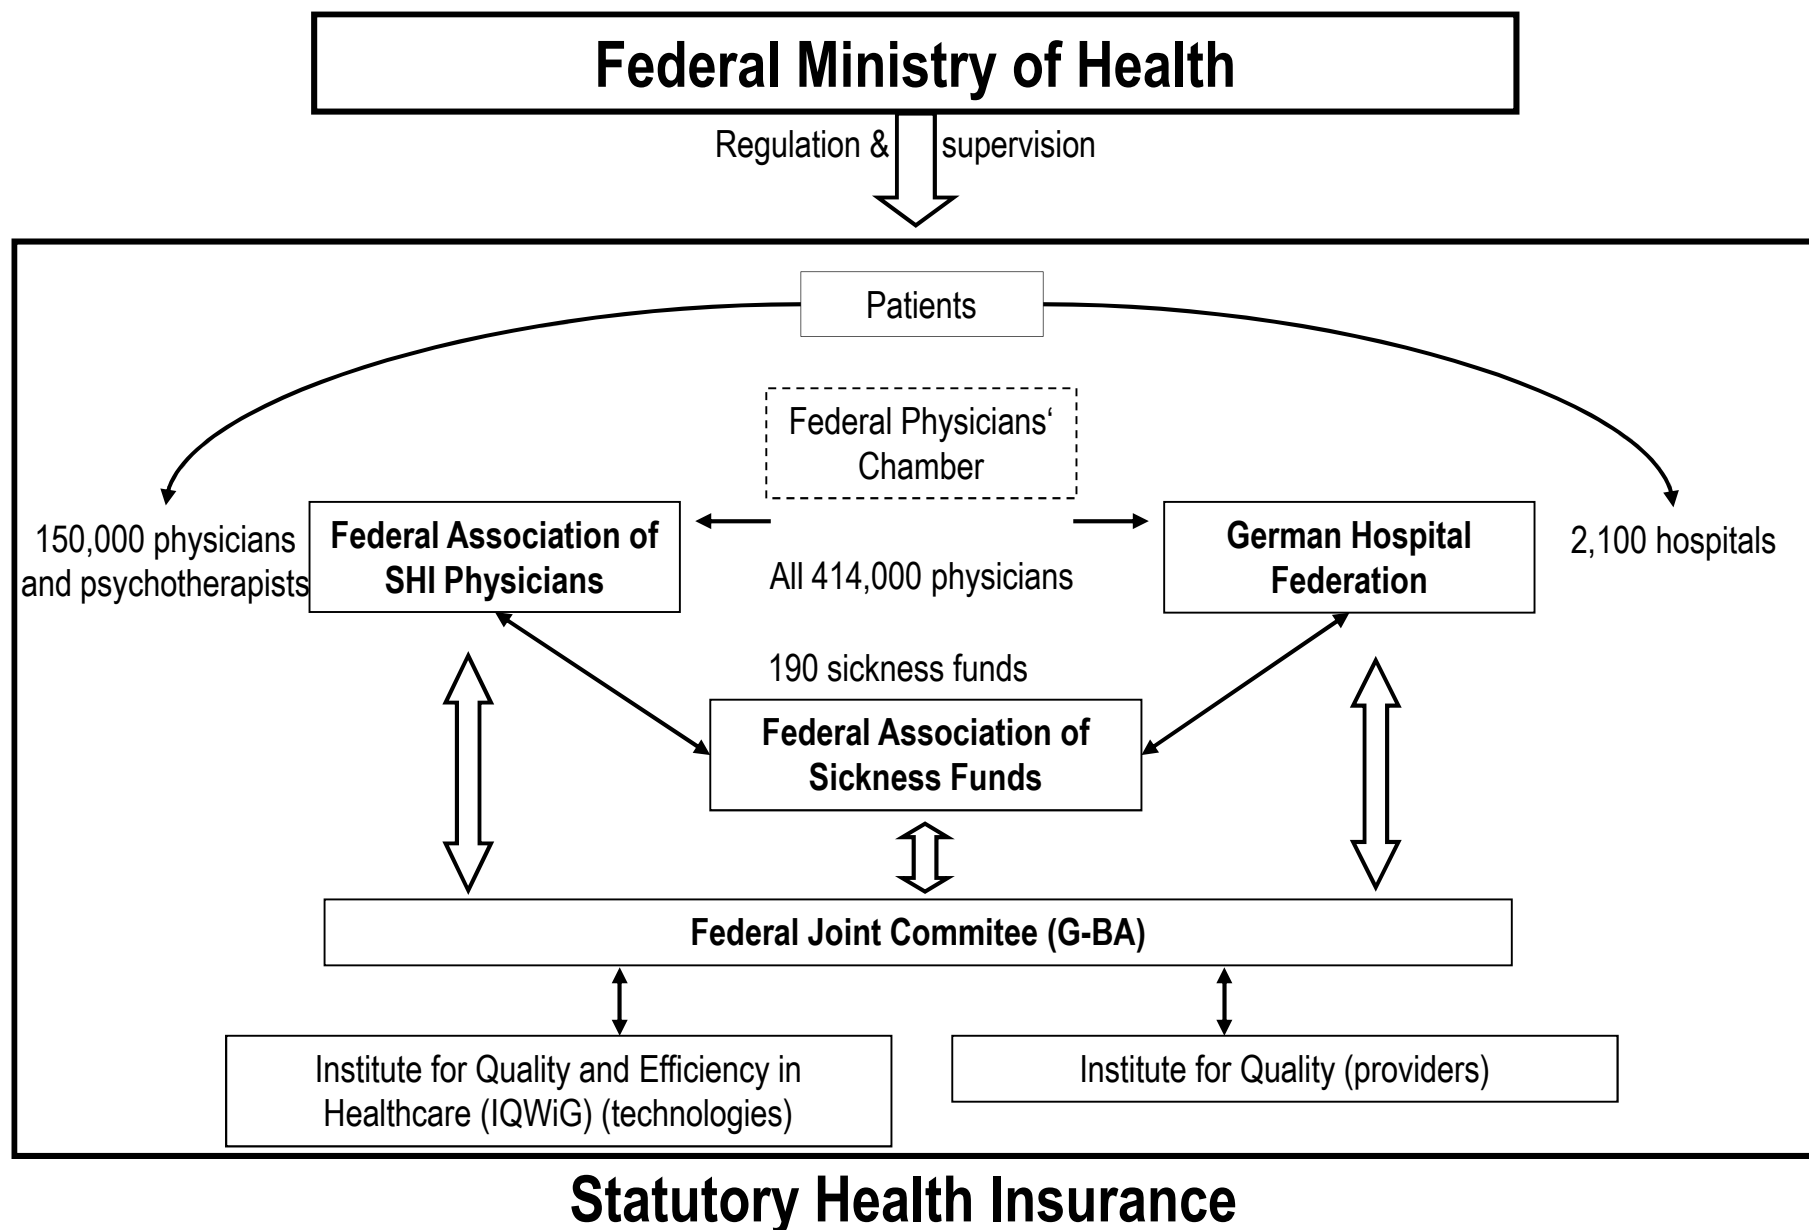 Federal Ministry of Health
Regulation & supervision
Patients
Federal Physicians‘
Chamber
150,000 physicians
and psychotherapists
Federal Association of
SHI Physicians
All 414,000 physicians
German Hospital
Federation
2,100 hospitals
190 sickness funds
Federal Association of
Sickness Funds
Federal Joint Commitee (G-BA)
Institute for Quality and Efficiency in
Healthcare (IQWiG) (technologies)
Institute for Quality (providers)
Statutory Health Insurance